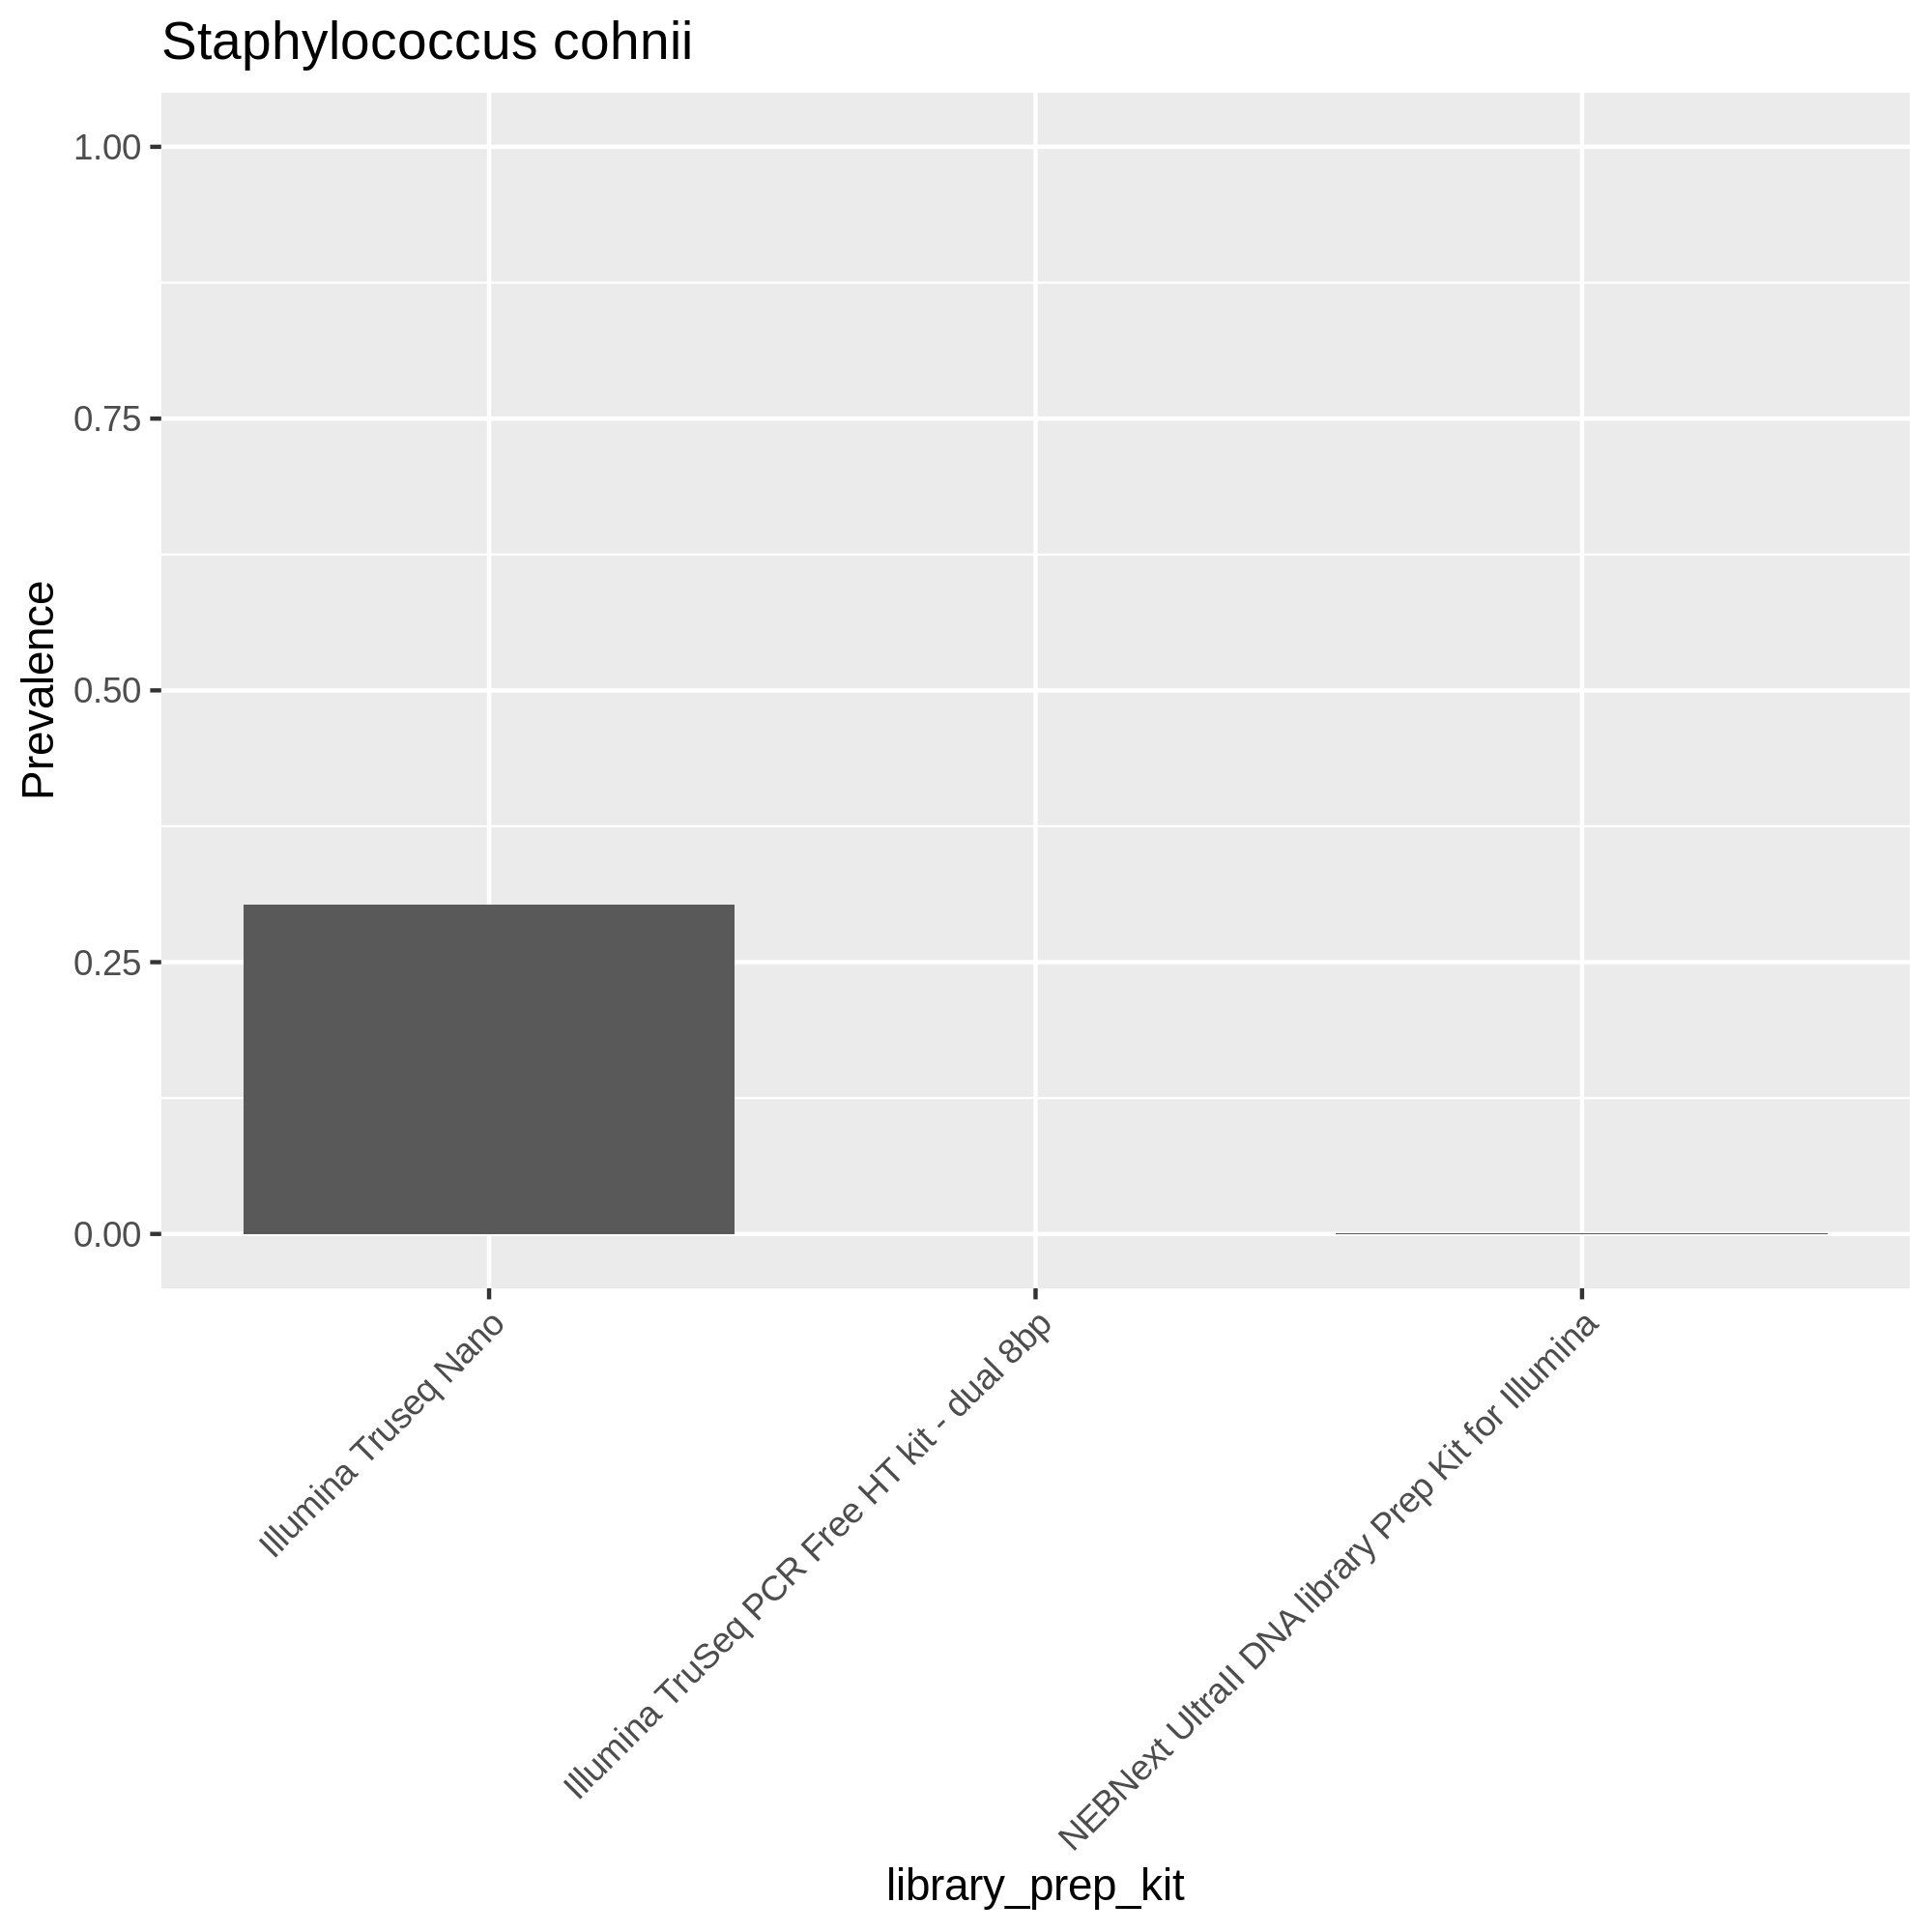 Staphylococcus cohnii
Prevalence
1.00
0.75
0.50
0.25
0.00
Illumina Truseq Nano
Illumina TruSeq PCR Free HT kit - dual 8bp
NEBNext UltraII DNA library Prep Kit for Illumina
library_prep_kit